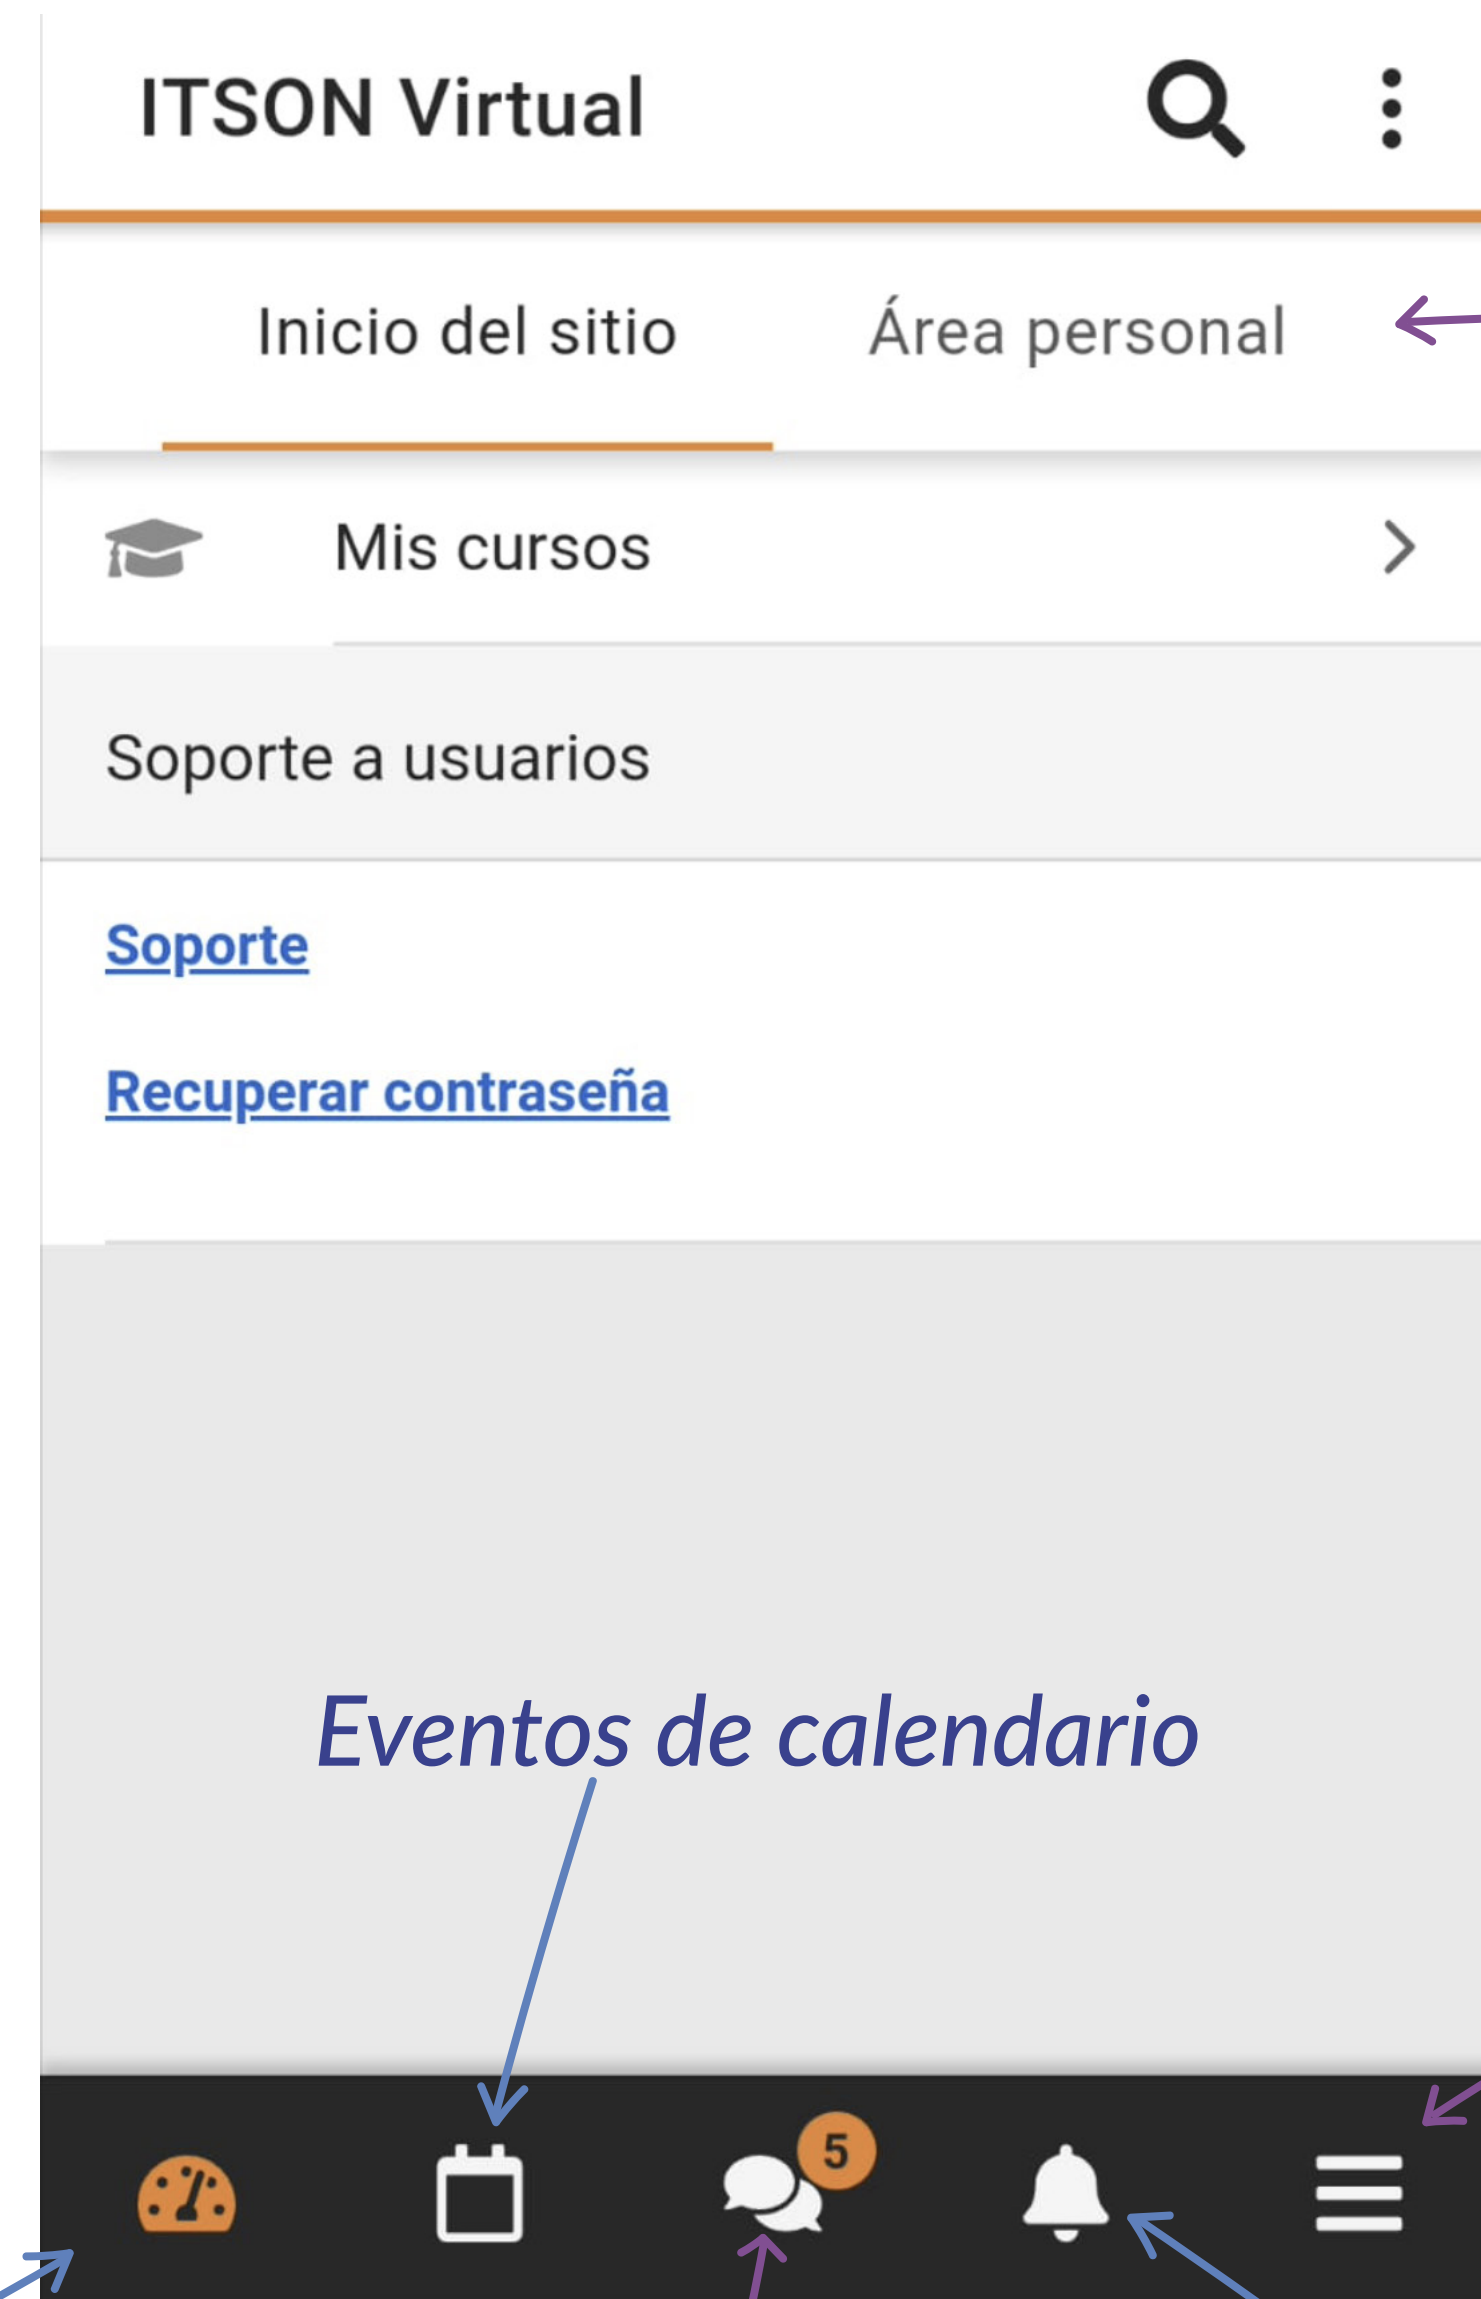 ITSON Virtual
Inicio del sitio Área personal
Mis cursos
Soporte a usuarios
Soporte
Recuperar contraseña
Eventos de calendario
5